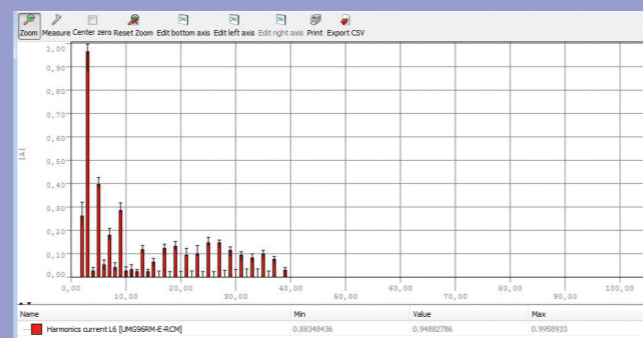 Zoom Measure Center zero Reset Zoom Edit bottom axis Edit left axis Edit right axis Print Export CSV
1,00
0,90
0,80
0,70
[A]
0,60
0,50
0,40
0,30
0,20
0,10
0,00
0,00 10,00 20,00 30,00 40,00 50,00 60,00 70,00 80,00 90,00 100,00
Name Min Value Max
Harmonics current L6 [UMG96RM-E-RCM] 0.88348436 0.94882786 0.9958933